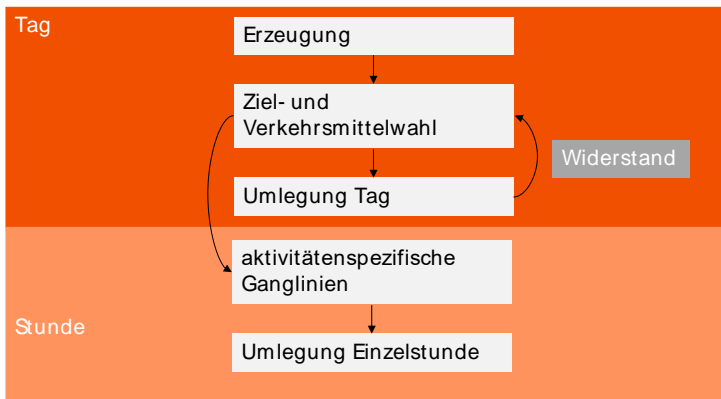 Tag
Erzeugung
Ziel- und
Verkehrsmittelwahl
Widerstand
Umlegung Tag
aktivitätenspezifische
Ganglinien
Stunde
Umlegung Einzelstunde